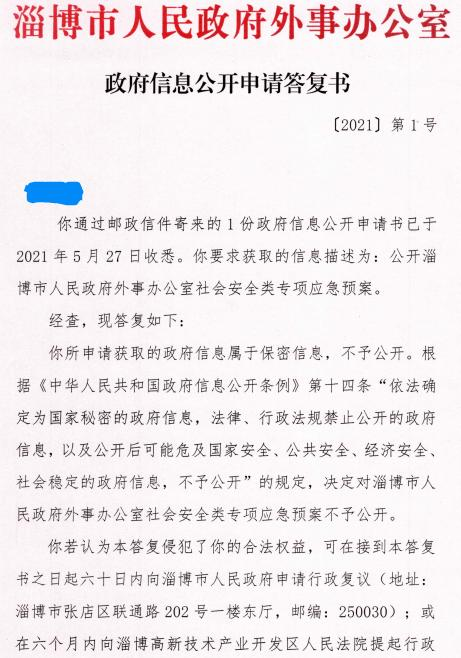 淄博市人民政府外事办公室
政府信息公开申请答复书
〔2021〕第1号
你通过邮政信件寄来的1份政府信息公开申请书已于
2021年5月27日收悉。你要求获取的信息描述为：公开淄
博市人民政府外事办公室社会安全类专项应急预案。
经查，现答复如下：
你所申请获取的政府信息属于保密信息，不予公开。根
据《中华人民共和国政府信息公开条例》第十四条“依法确
定为国家秘密的政府信息，法律、行政法规禁止公开的政府
信息，以及公开后可能危及国家安全、公共安全、经济安全、
社会稳定的政府信息，不予公开”的规定，决定对淄博市人
民政府外事办公室社会安全类专项应急预案不予公开。
你若认为本答复侵犯了你的合法权益，可在接到本答复
书之日起六十日内向淄博市人民政府申请行政复议（地址：
淄博市张店区联通路202号一楼东厅，邮编：250030）；或
在六个月内向淄博高新技术产业开发区人民法院提起行政